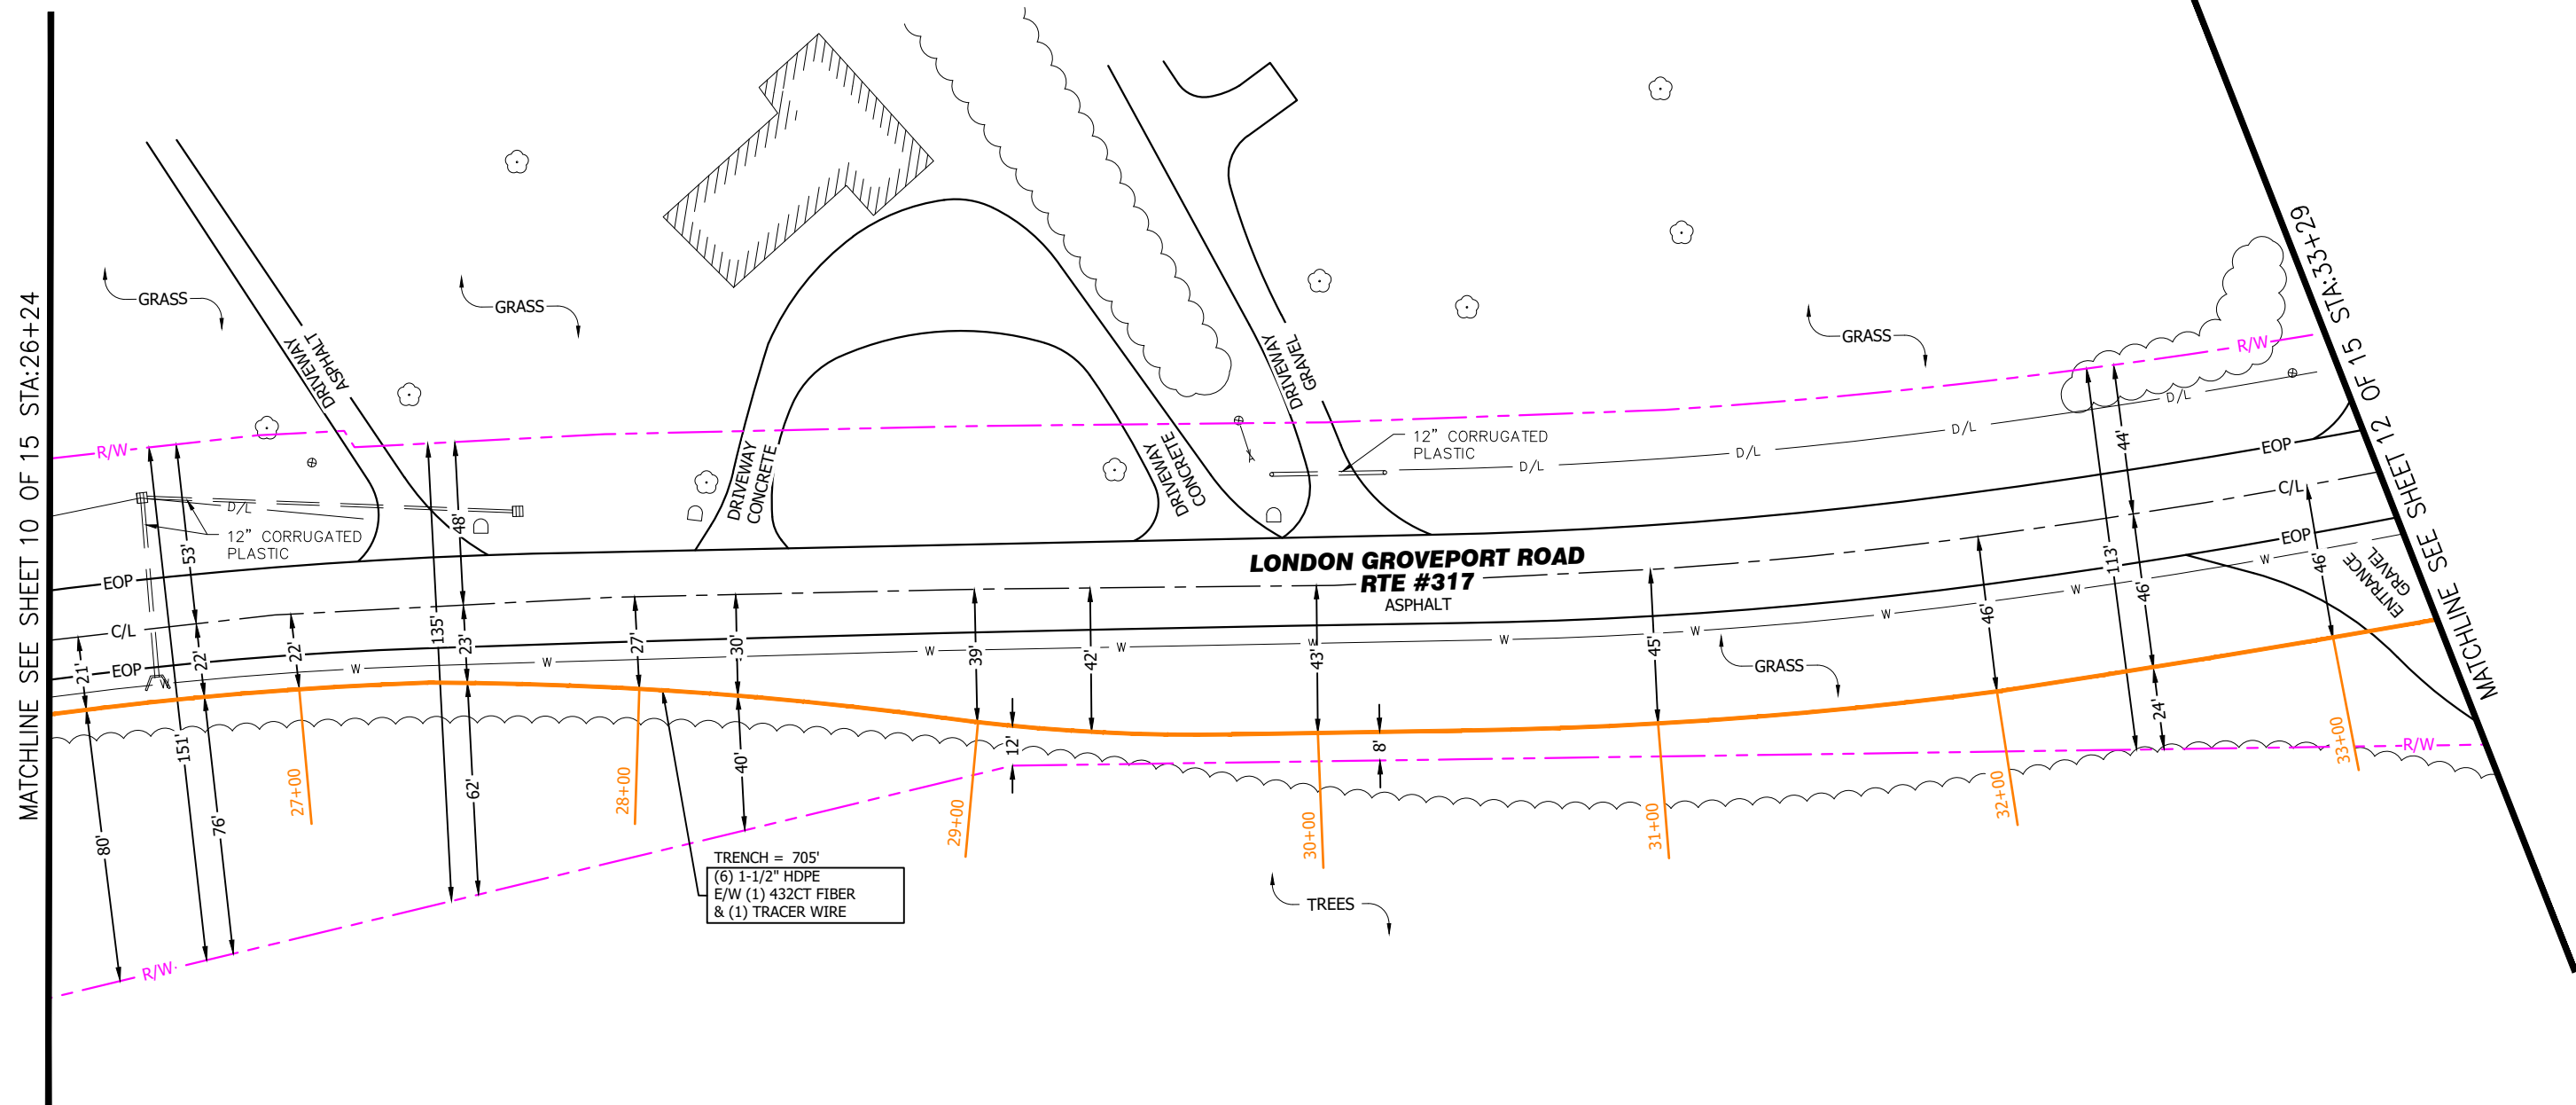 MATCHLINE SEE SHEET 10 OF 15 STA:26+24
MATCHLINE SEE SHEET 12 OF 15 STA:33+29
GRASS
GRASS
GRASS
GRASS
DRIVEWAY
ASPHALT
DRIVEWAY
CONCRETE
DRIVEWAY
CONCRETE
DRIVEWAY
GRAVEL
R/W
R/W
D/L
12" CORRUGATED
PLASTIC
12" CORRUGATED
PLASTIC
D/L
D/L
D/L
D/L
EOP
C/L
EOP
EOP
C/L
EOP
ENTRANCE
GRAVEL
LONDON GROVEPORT ROAD
RTE #317
ASPHALT
W
W
W
W
W
W
W
W
W
W
W
21'
53'
22'
151'
22'
48'
135'
23'
27'
30'
39'
42'
43'
45'
46'
113'
44'
46'
46'
80'
76'
62'
40'
12'
8'
24'
27+00
28+00
29+00
30+00
31+00
32+00
33+00
TRENCH = 705'
(6) 1-1/2" HDPE
E/W (1) 432CT FIBER
& (1) TRACER WIRE
TREES
R/W
R/W